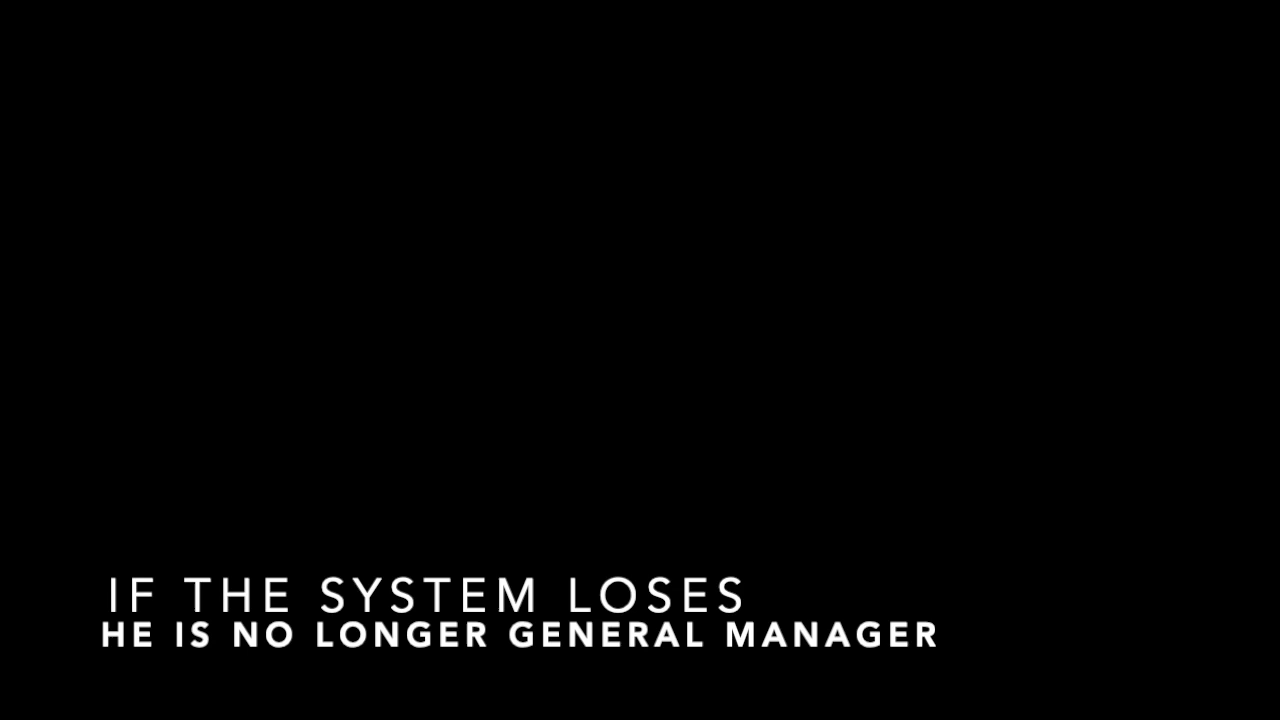 IF THE SYSTEM LOSES
HE IS NO LONGER GENERAL MANAGER